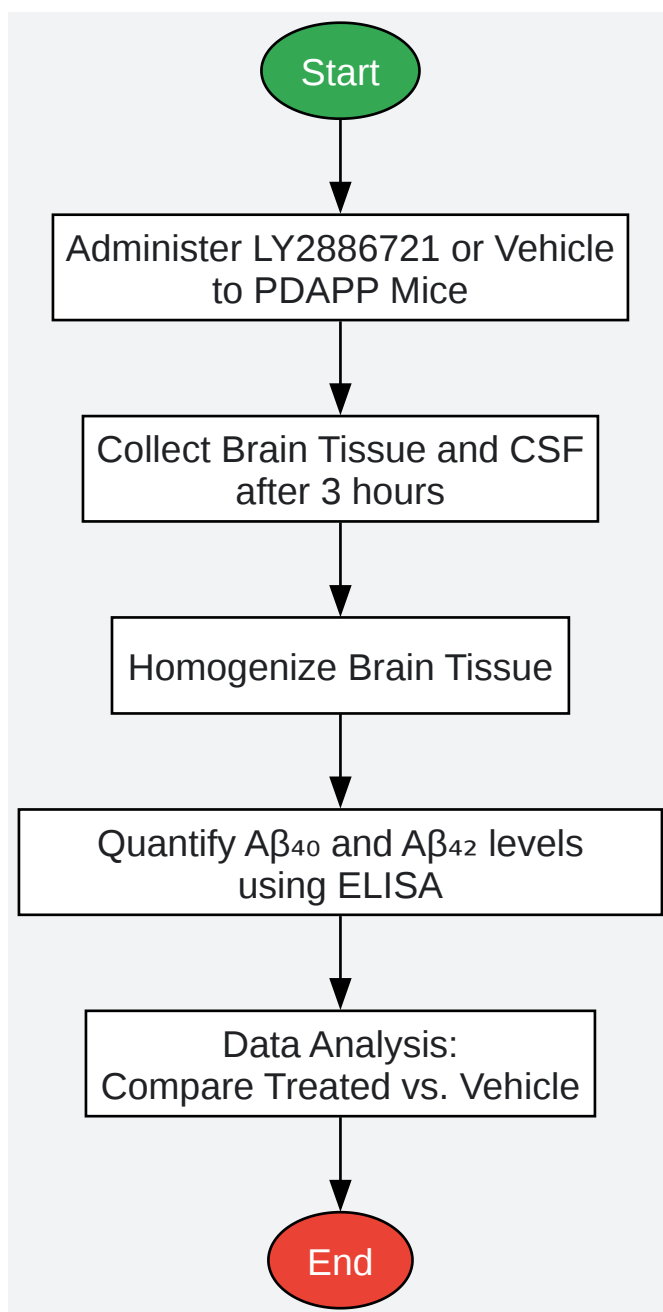 Start
Administer LY2886721 or Vehicle
to PDAPP Mice
Collect Brain Tissue and CSF
after 3 hours
Homogenize Brain Tissue
Quantify Aβ₄₀ and Aβ₄₂ levels
using ELISA
Data Analysis:
Compare Treated vs. Vehicle
End